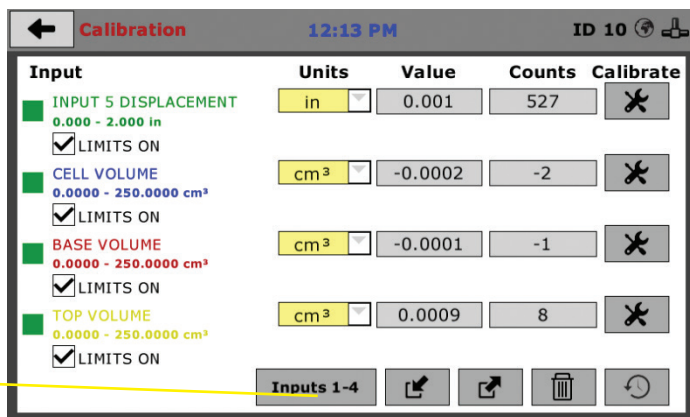 Calibration 12:13 PM ID 10
Input Units Value Counts Calibrate
INPUT 5 DISPLACEMENT in 0.001 527
0.000 - 2.000 in
LIMITS ON
CELL VOLUME cm³ -0.0002 -2
0.0000 - 250.0000 cm³
LIMITS ON
BASE VOLUME cm³ -0.0001 -1
0.0000 - 250.0000 cm³
LIMITS ON
TOP VOLUME cm³ 0.0009 8
0.0000 - 250.0000 cm³
LIMITS ON
Inputs 1-4